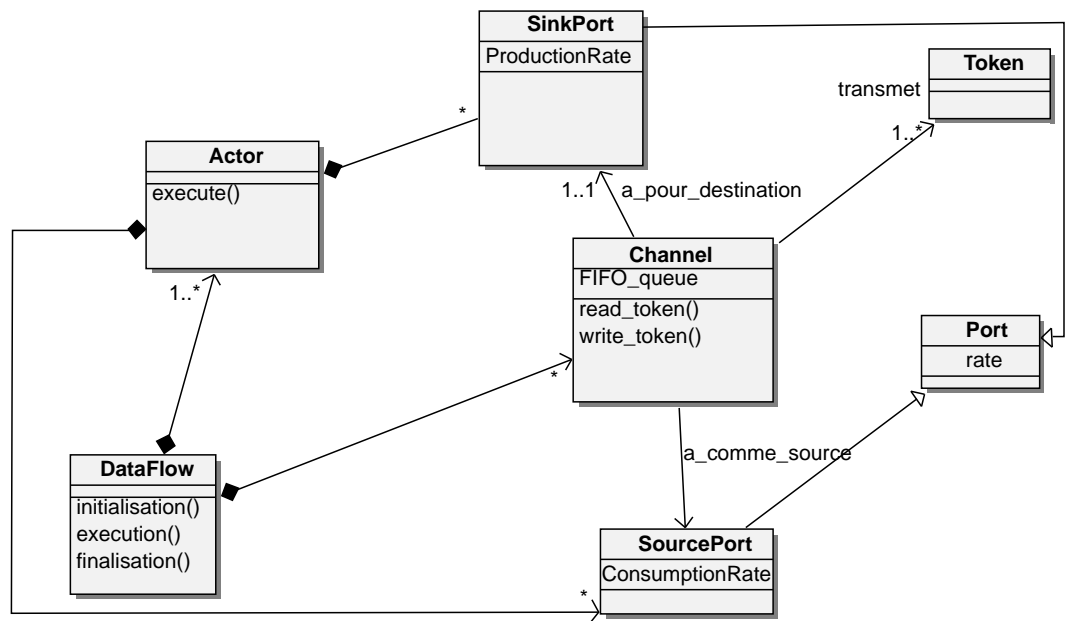 SinkPort
ProductionRate
Token
transmet
1..*
*
Actor
execute()
1..1
a_pour_destination
Channel
FIFO_queue
read_token()
write_token()
1..*
Port
rate
*
a_comme_source
DataFlow
initialisation()
execution()
finalisation()
SourcePort
ConsumptionRate
*